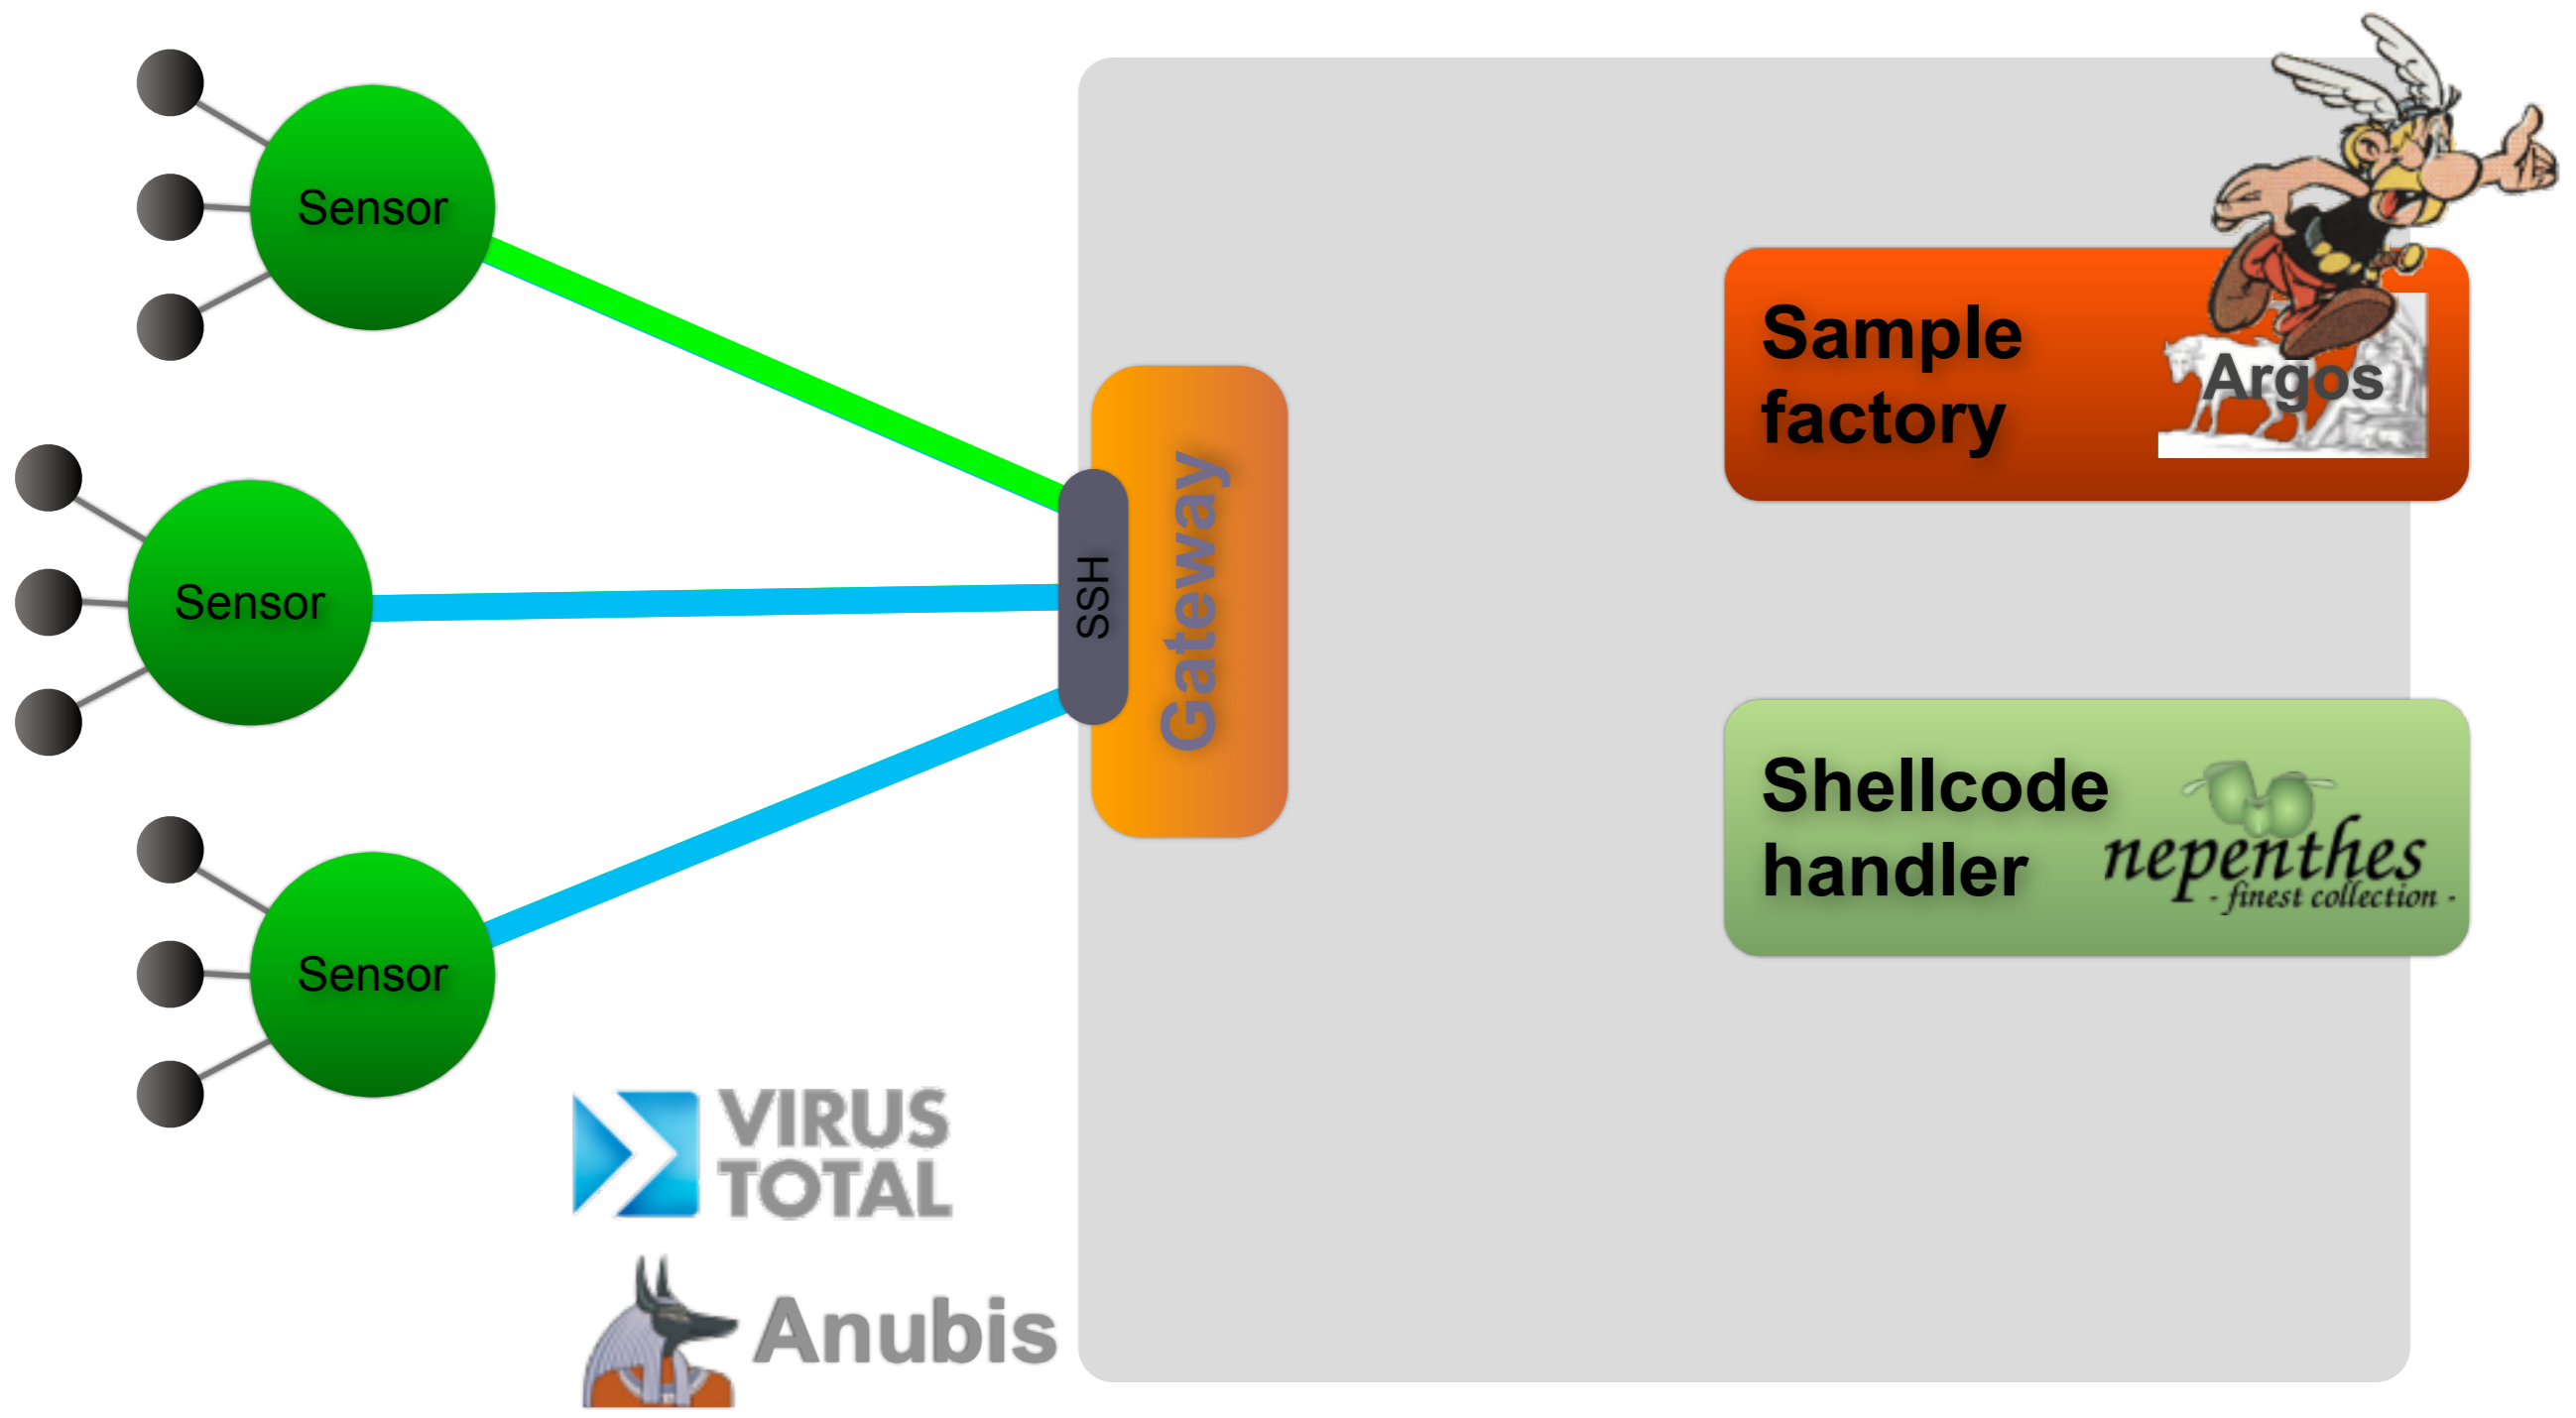 Sensor
Sensor
Sensor
SSH
Gateway
Sample
factory
Argos
Shellcode
handler
nepenthes
- finest collection -
VIRUS
TOTAL
Anubis